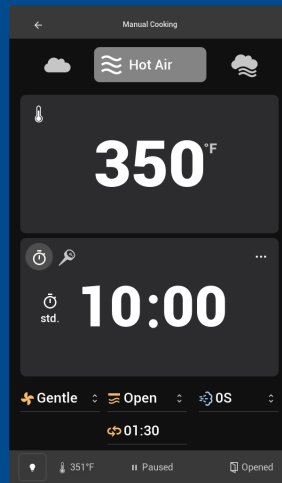 Manual Cooking
Hot Air
350°F
std.
10:00
Gentle
Open
0S
01:30
351°F
Paused
Opened